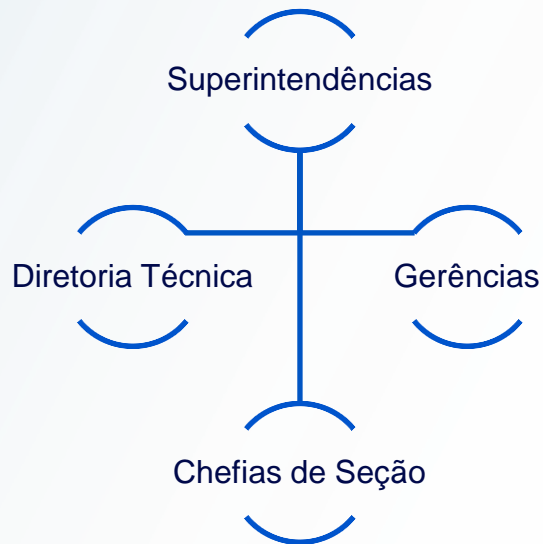 Superintendências
Diretoria Técnica
Gerências
Chefias de Seção